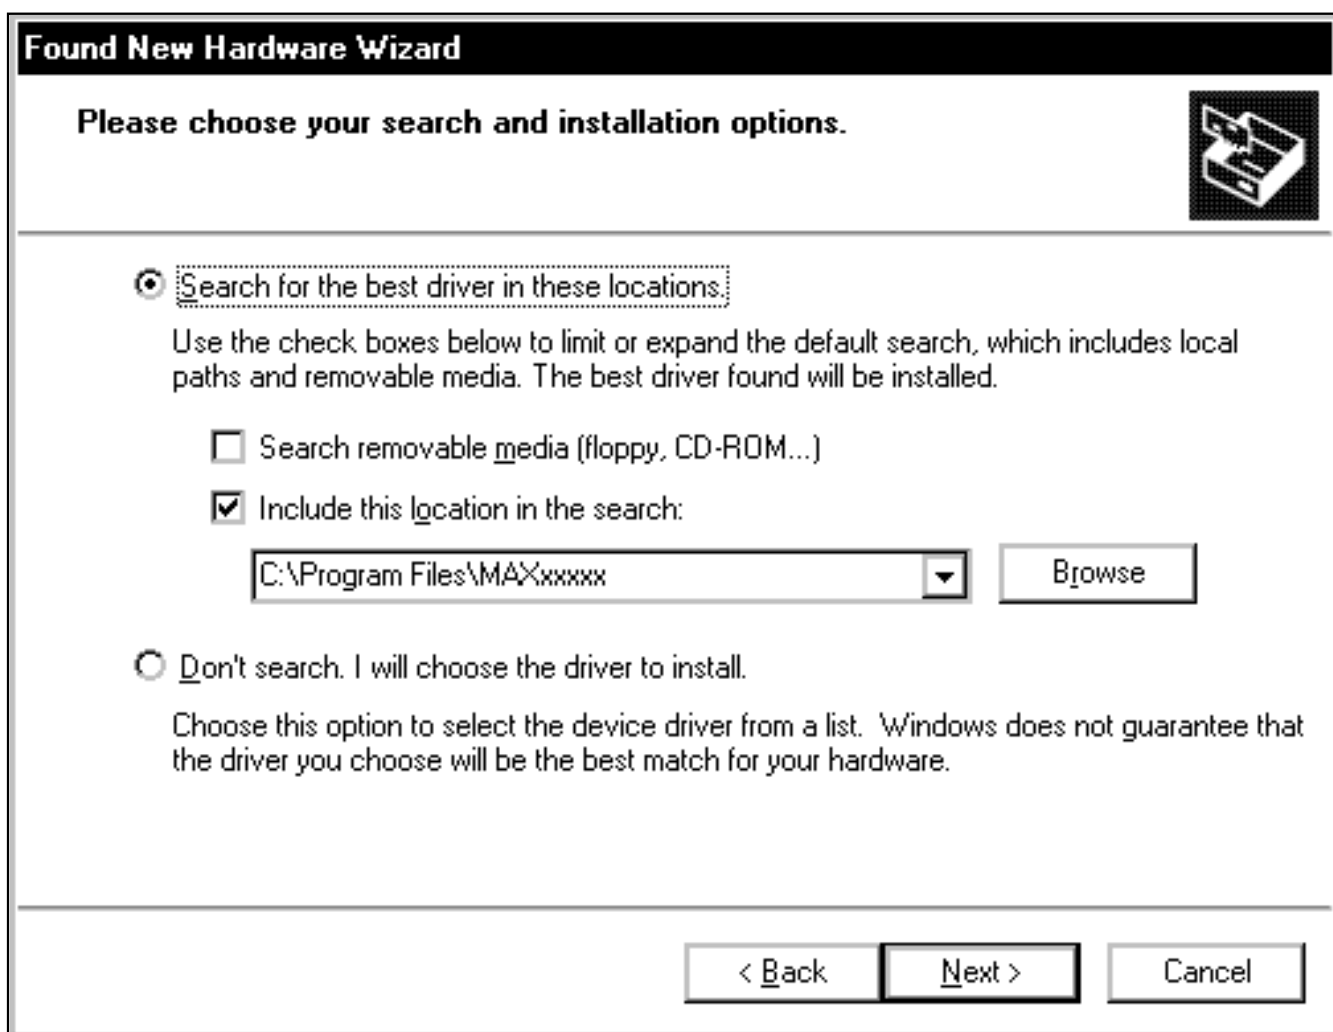 Found New Hardware Wizard
Please choose your search and installation options.
Search for the best driver in these locations.
Use the check boxes below to limit or expand the default search, which includes local
paths and removable media. The best driver found will be installed.
Search removable media (floppy, CD-ROM...)
Include this location in the search:
C:\Program Files\MAXxxxxx
Browse
Don't search. I will choose the driver to install.
Choose this option to select the device driver from a list.  Windows does not guarantee that
the driver you choose will be the best match for your hardware.
< Back
Next >
Cancel